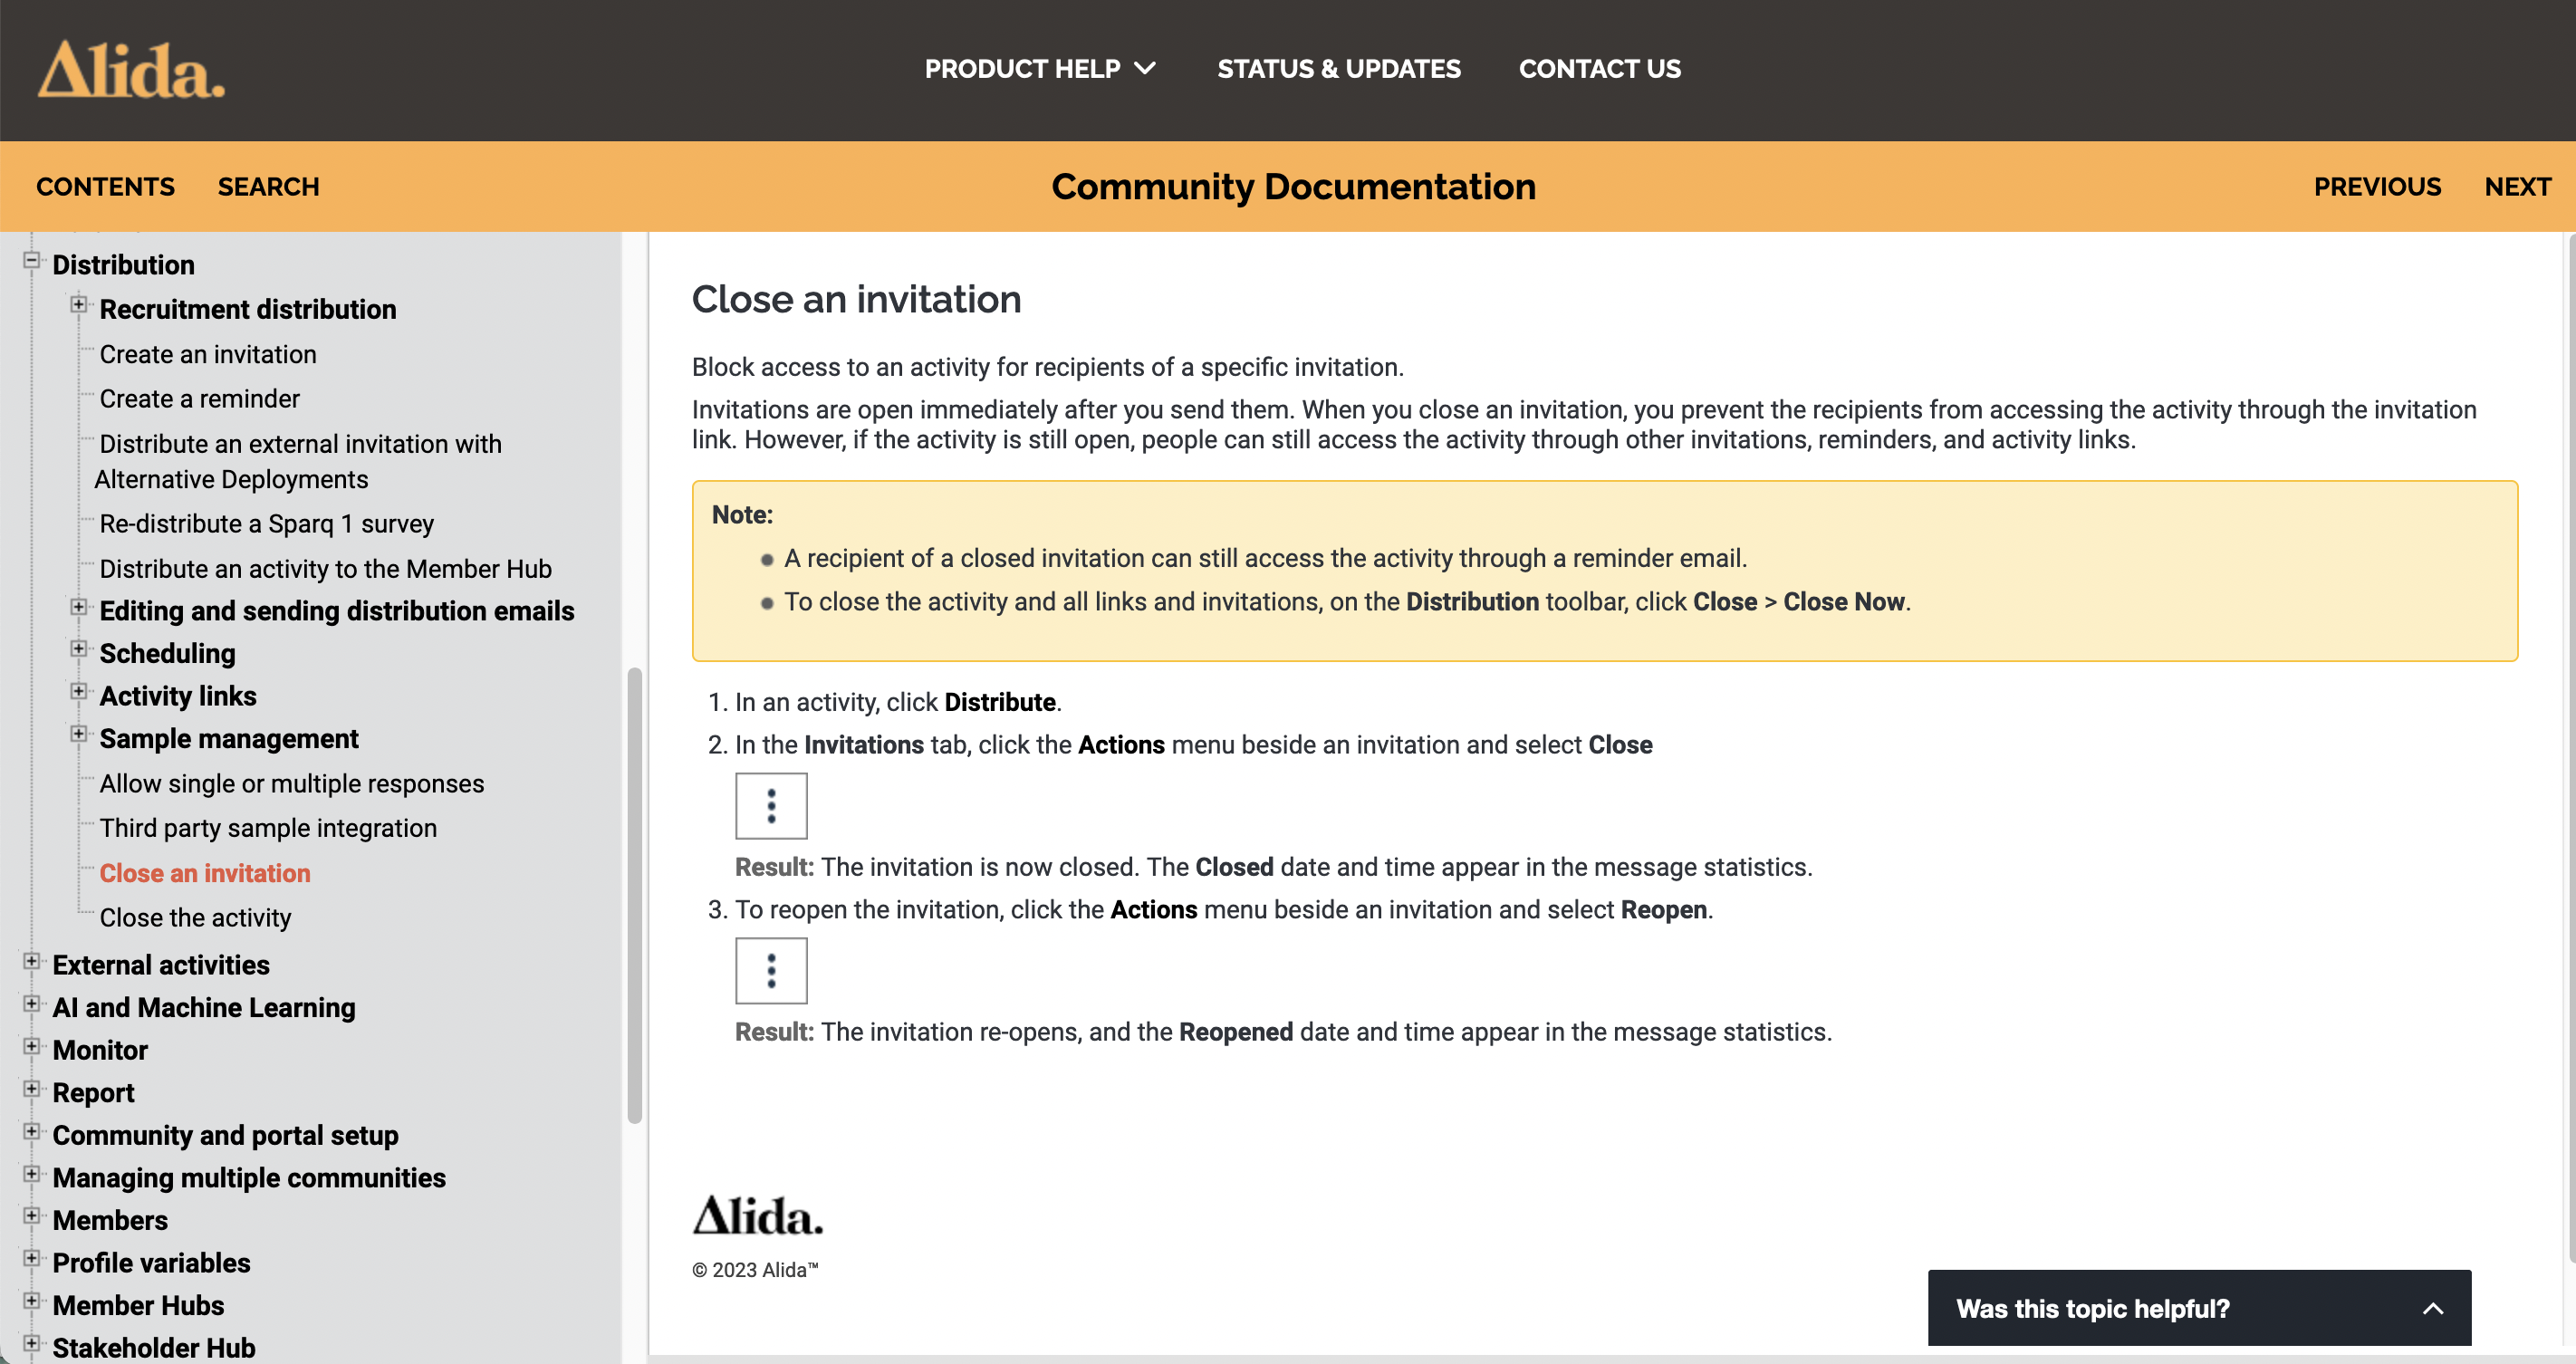 Alida.
PRODUCT HELP
STATUS & UPDATES
CONTACT US
CONTENTS
SEARCH
Community Documentation
PREVIOUS
NEXT
Distribution
Recruitment distribution
Create an invitation
Create a reminder
Distribute an external invitation with
Alternative Deployments
Re-distribute a Sparq 1 survey
Distribute an activity to the Member Hub
Editing and sending distribution emails
Scheduling
Activity links
Sample management
Allow single or multiple responses
Third party sample integration
Close an invitation
Close the activity
External activities
AI and Machine Learning
Monitor
Report
Community and portal setup
Managing multiple communities
Members
Profile variables
Member Hubs
Stakeholder Hub
Close an invitation
Block access to an activity for recipients of a specific invitation.
Invitations are open immediately after you send them. When you close an invitation, you prevent the recipients from accessing the activity through the invitation
link. However, if the activity is still open, people can still access the activity through other invitations, reminders, and activity links.
Note:
A recipient of a closed invitation can still access the activity through a reminder email.
To close the activity and all links and invitations, on the Distribution toolbar, click Close > Close Now.
1. In an activity, click Distribute.
2. In the Invitations tab, click the Actions menu beside an invitation and select Close
Result: The invitation is now closed. The Closed date and time appear in the message statistics.
3. To reopen the invitation, click the Actions menu beside an invitation and select Reopen.
Result: The invitation re-opens, and the Reopened date and time appear in the message statistics.
Alida.
© 2023 Alida™
Was this topic helpful?